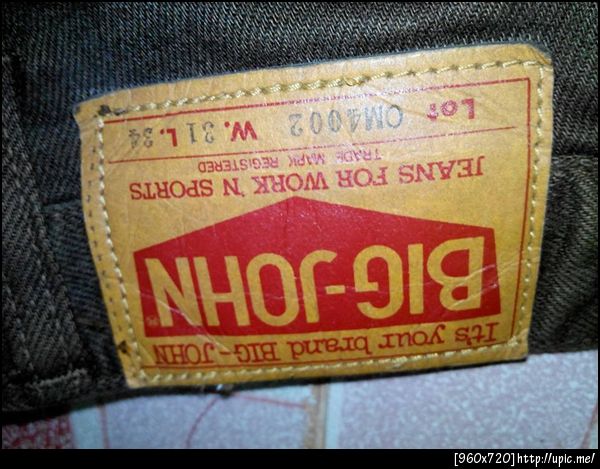 It's your brand BIG-JOHN
BIG-JOHN
JEANS FOR WORK 'N SPORTS
TRADE MARK REGISTERED
Lot OM4002 W. 31 L. 34
[960x720]http://upic.me/